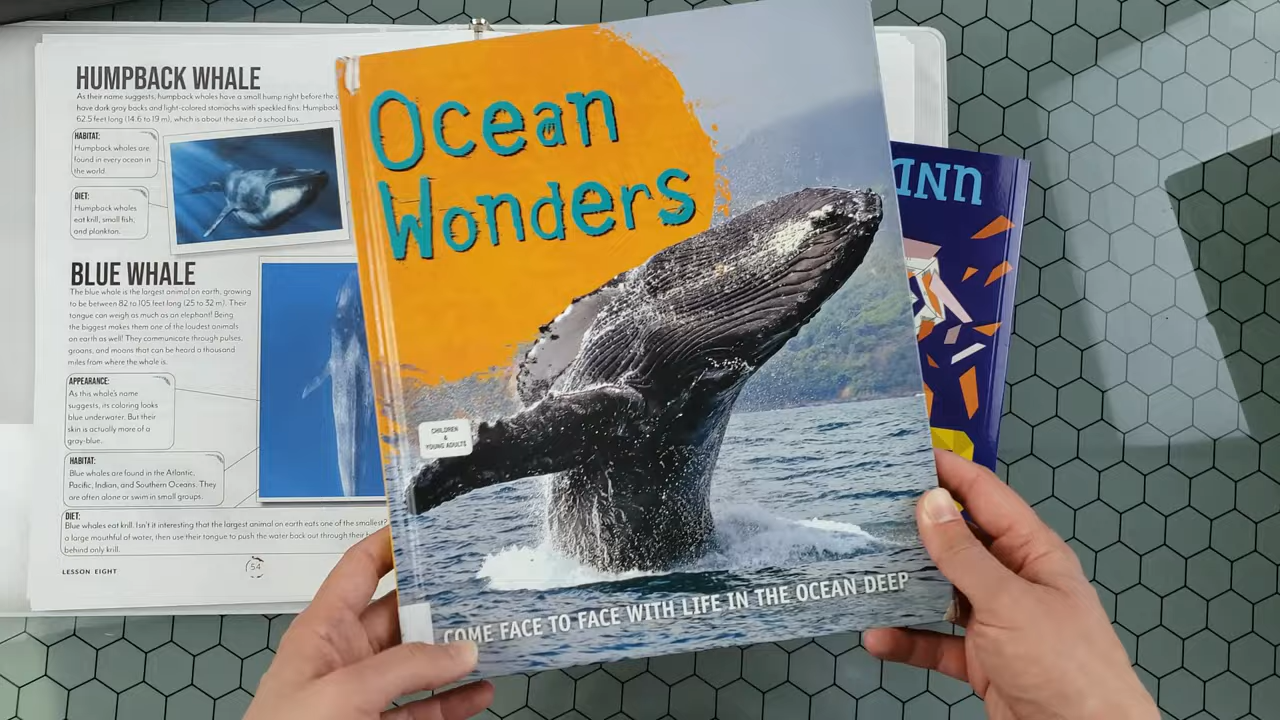 HUMPBACK WHALE
As their name suggests, humpback whales have a small hump right before the
have dark gray backs and light-colored stomachs with speckled fins. Humpback
62.5 feet long (14.6 to 19 m), which is about the size of a school bus.
HABITAT:
Humpback whales are
found in every ocean in
the world.
DIET:
Humpback whales
eat krill, small fish,
and plankton.
BLUE WHALE
The blue whale is the largest animal on earth, growing
to be between 82 to 105 feet long (25 to 32 m). Their
tongue can weigh as much as an elephant! Being
the biggest makes them one of the loudest animals
on earth as well! They communicate through pulses,
groans, and moans that can be heard a thousand
miles from where the whale is.
APPEARANCE:
As this whale's name
suggests, its coloring looks
blue underwater. But their
skin is actually more of a
gray-blue.
HABITAT:
Blue whales are found in the Atlantic,
Pacific, Indian, and Southern Oceans. They
are often alone or swim in small groups.
DIET:
Blue whales eat krill. Isn't it interesting that the largest animal on earth eats one of the smallest?
a large mouthful of water, then use their tongue to push the water back out through their
behind only krill.
LESSON EIGHT
54
Ocean
Wonders
CHILDREN
&
YOUNG ADULTS
COME FACE TO FACE WITH LIFE IN THE OCEAN DEEP